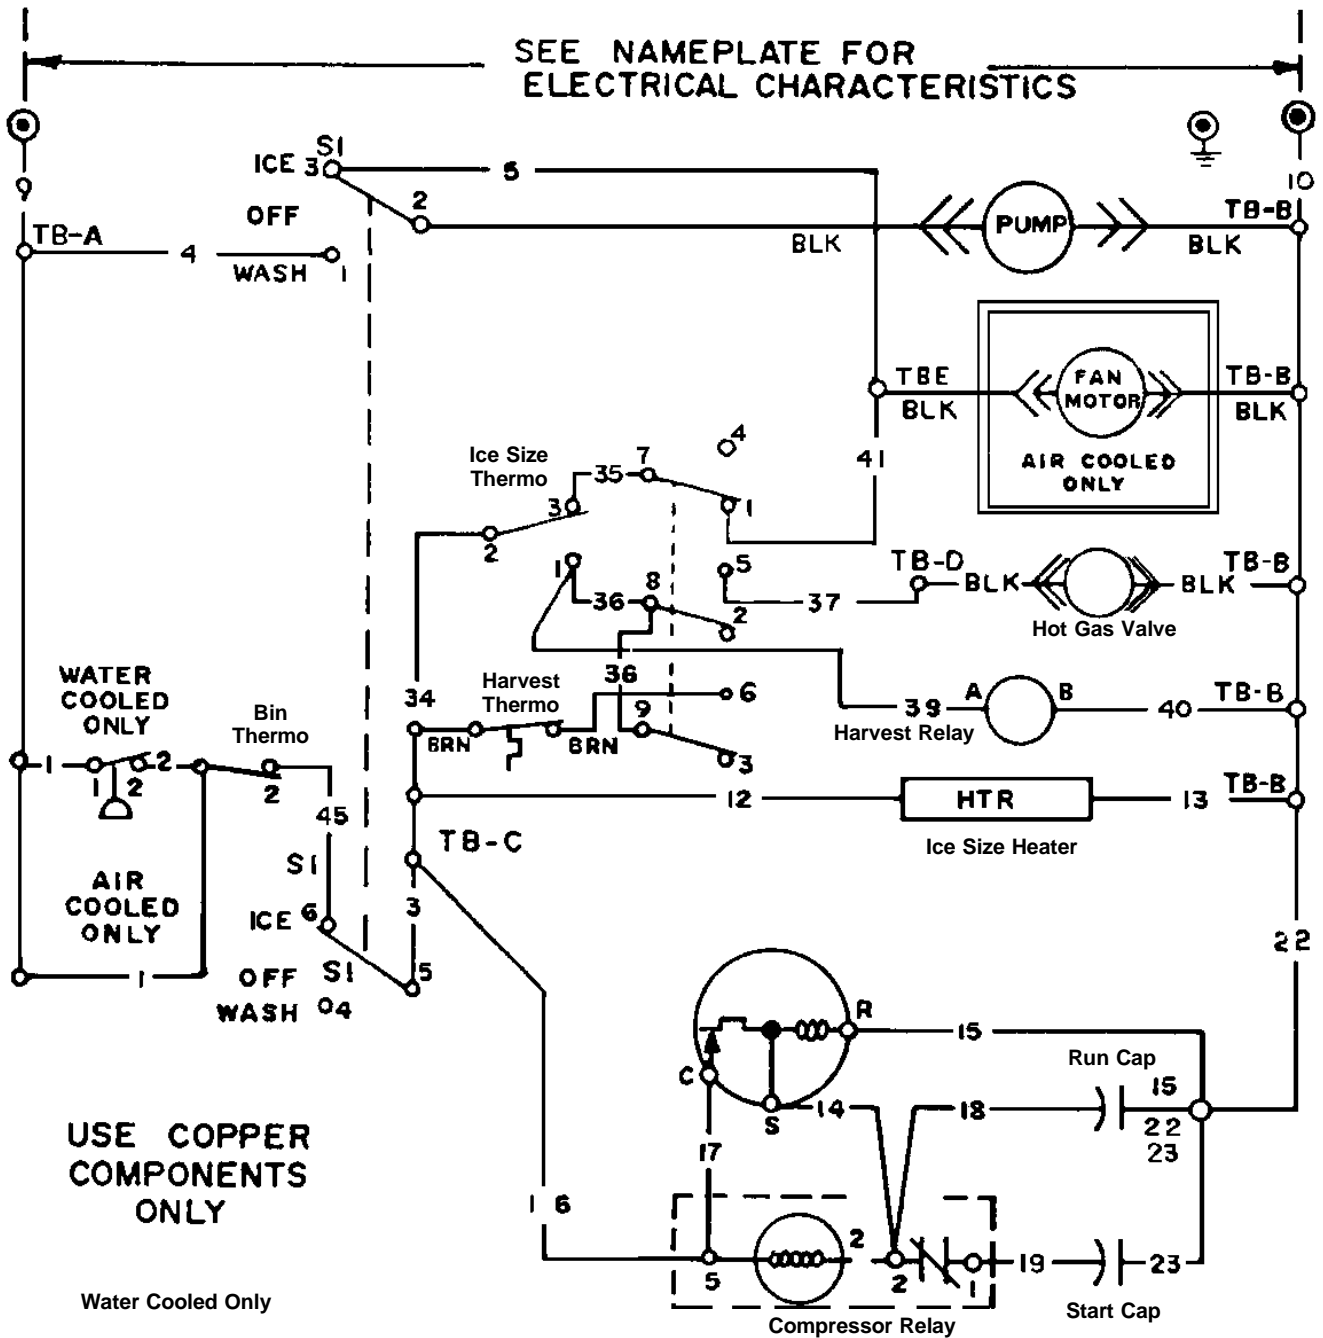 SEE NAMEPLATE FOR
ELECTRICAL CHARACTERISTICS
S1
ICE 3
5
9
10
2
OFF
TB-B
PUMP
TB-A
4
BLK
BLK
WASH
1
TBE
FAN
MOTOR
TB-B
BLK
BLK
4
Ice Size
Thermo
35
7
41
AIR COOLED
ONLY
3
1
2
1
5
TB-D
TB-B
8
BLK
BLK
36
2
37
Hot Gas Valve
WATER
COOLED
ONLY
36
Harvest
Thermo
6
34
A
B
TB-B
Bin
Thermo
9
39
40
BRN
BRN
Harvest Relay
3
1
2
1
2
2
12
HTR
13
TB-B
45
TB-C
Ice Size Heater
S1
AIR
COOLED
ONLY
3
ICE 6
22
1
OFF
S1
5
WASH
4
R
15
Run Cap
C
15
14
18
S
22
USE COPPER
COMPONENTS
ONLY
17
23
16
2
5
2
1
19
23
Water Cooled Only
Start Cap
Compressor Relay